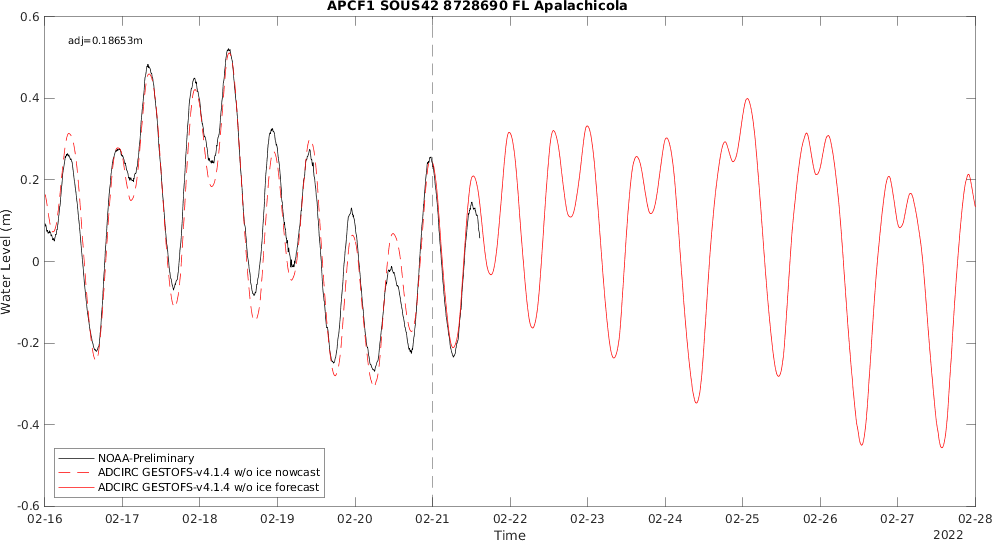 APCF1 SOUS42 8728690 FL Apalachicola
adj=0.18653m
0.6
0.4
0.2
0
-0.2
-0.4
-0.6
Water Level (m)
NOAA-Preliminary
ADCIRC GESTOFS-v4.1.4 w/o ice nowcast
ADCIRC GESTOFS-v4.1.4 w/o ice forecast
02-16 02-17 02-18 02-19 02-20 02-21 02-22 02-23 02-24 02-25 02-26 02-27 02-28
Time
2022